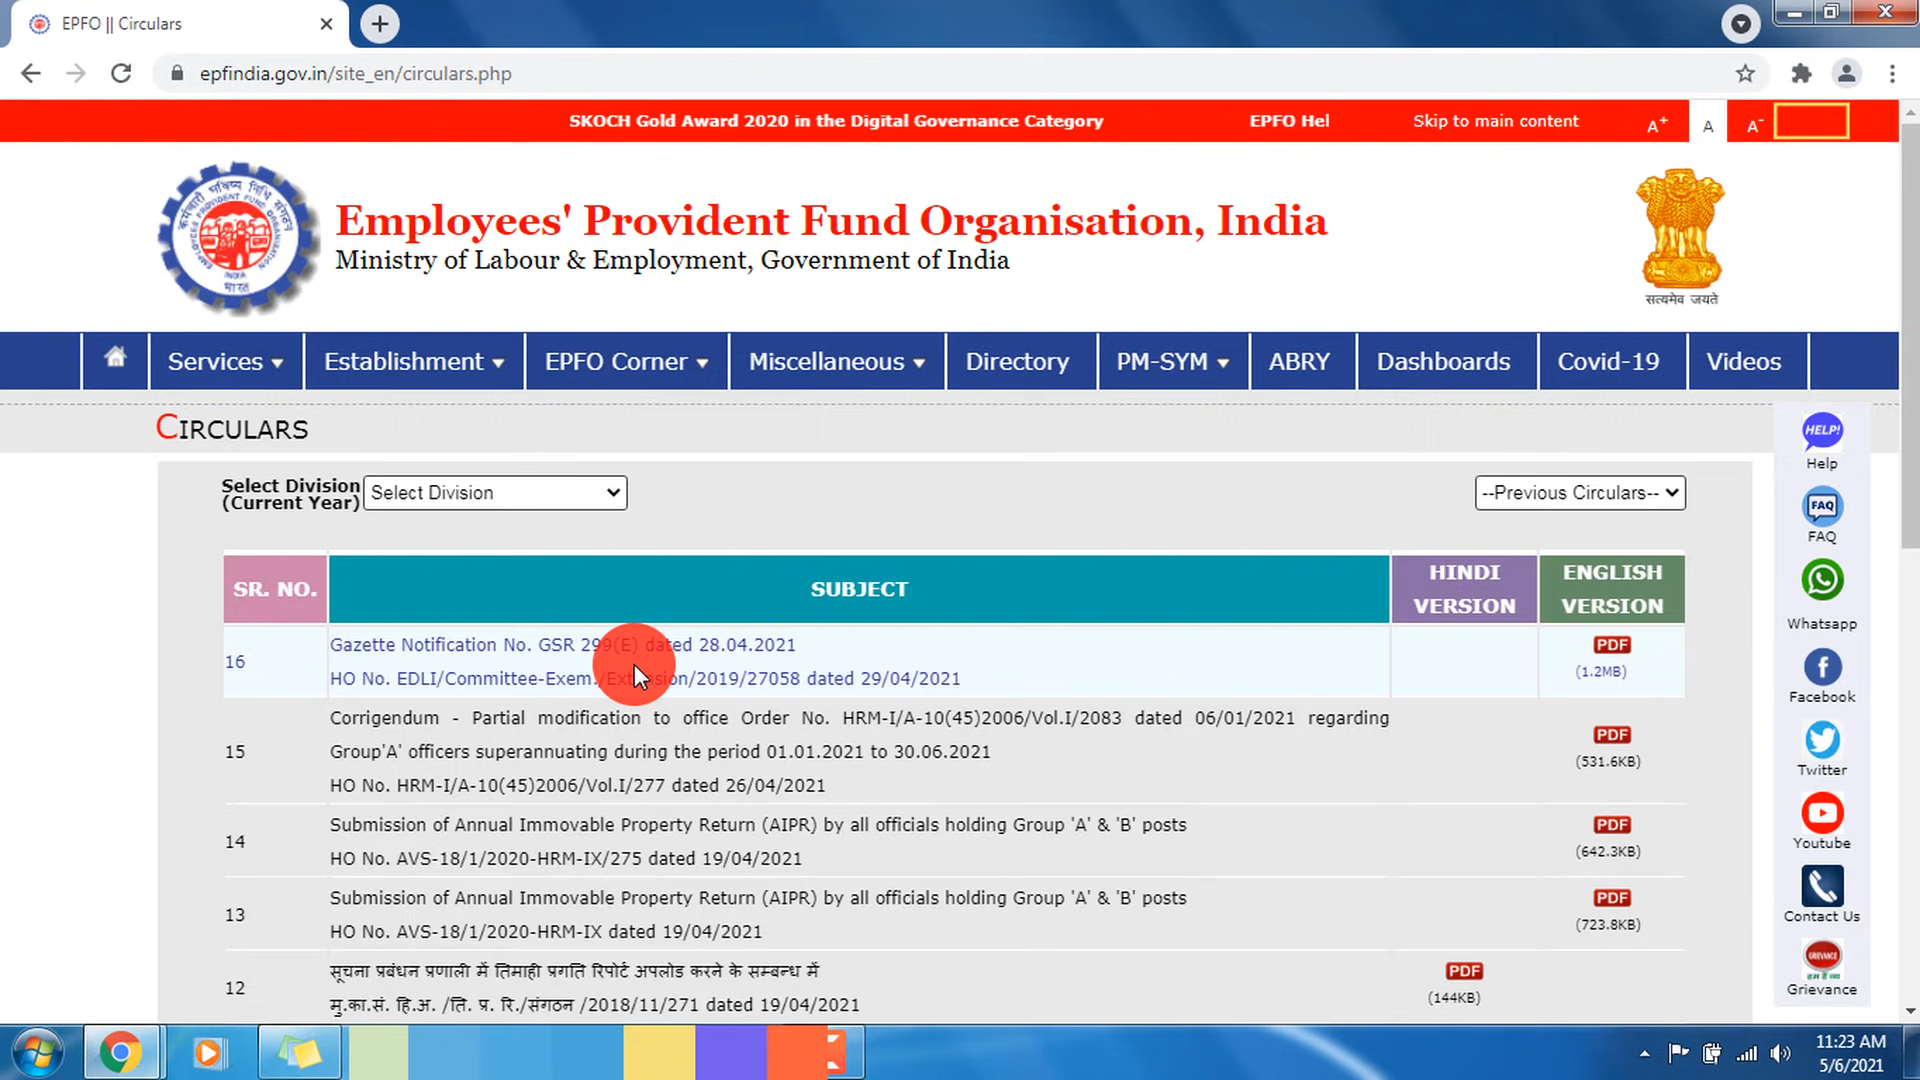 EPFO || Circulars
epfindia.gov.in/site_en/circulars.php
SKOCH Gold Award 2020 in the Digital Governance Category
EPFO Hel
Skip to main content
A+
A
A-
Employees' Provident Fund Organisation, India
Ministry of Labour & Employment, Government of India
सत्यमेव जयते
Services
Establishment
EPFO Corner
Miscellaneous
Directory
PM-SYM
ABRY
Dashboards
Covid-19
Videos
CIRCULARS
Select Division
(Current Year)
Select Division
--Previous Circulars--
SR. NO.
SUBJECT
HINDI
VERSION
ENGLISH
VERSION
16
Gazette Notification No. GSR 299(E) dated 28.04.2021
HO No. EDLI/Committee-Exem./Extension/2019/27058 dated 29/04/2021
PDF
(1.2MB)
15
Corrigendum - Partial modification to office Order No. HRM-I/A-10(45)2006/Vol.I/2083 dated 06/01/2021 regarding
Group'A' officers superannuating during the period 01.01.2021 to 30.06.2021
HO No. HRM-I/A-10(45)2006/Vol.I/277 dated 26/04/2021
PDF
(531.6KB)
14
Submission of Annual Immovable Property Return (AIPR) by all officials holding Group 'A' & 'B' posts
HO No. AVS-18/1/2020-HRM-IX/275 dated 19/04/2021
PDF
(642.3KB)
13
Submission of Annual Immovable Property Return (AIPR) by all officials holding Group 'A' & 'B' posts
HO No. AVS-18/1/2020-HRM-IX dated 19/04/2021
PDF
(723.8KB)
12
सूचना प्रबंधन प्रणाली में तिमाही प्रगति रिपोर्ट अपलोड करने के सम्बन्ध में
मु.का.सं. हि.अ. /ति. प्र. रि./संगठन /2018/11/271 dated 19/04/2021
PDF
(144KB)
HELP!
Help
FAQ
FAQ
Whatsapp
Facebook
Twitter
Youtube
Contact Us
GRIEVANCE
Grievance
11:23 AM
5/6/2021